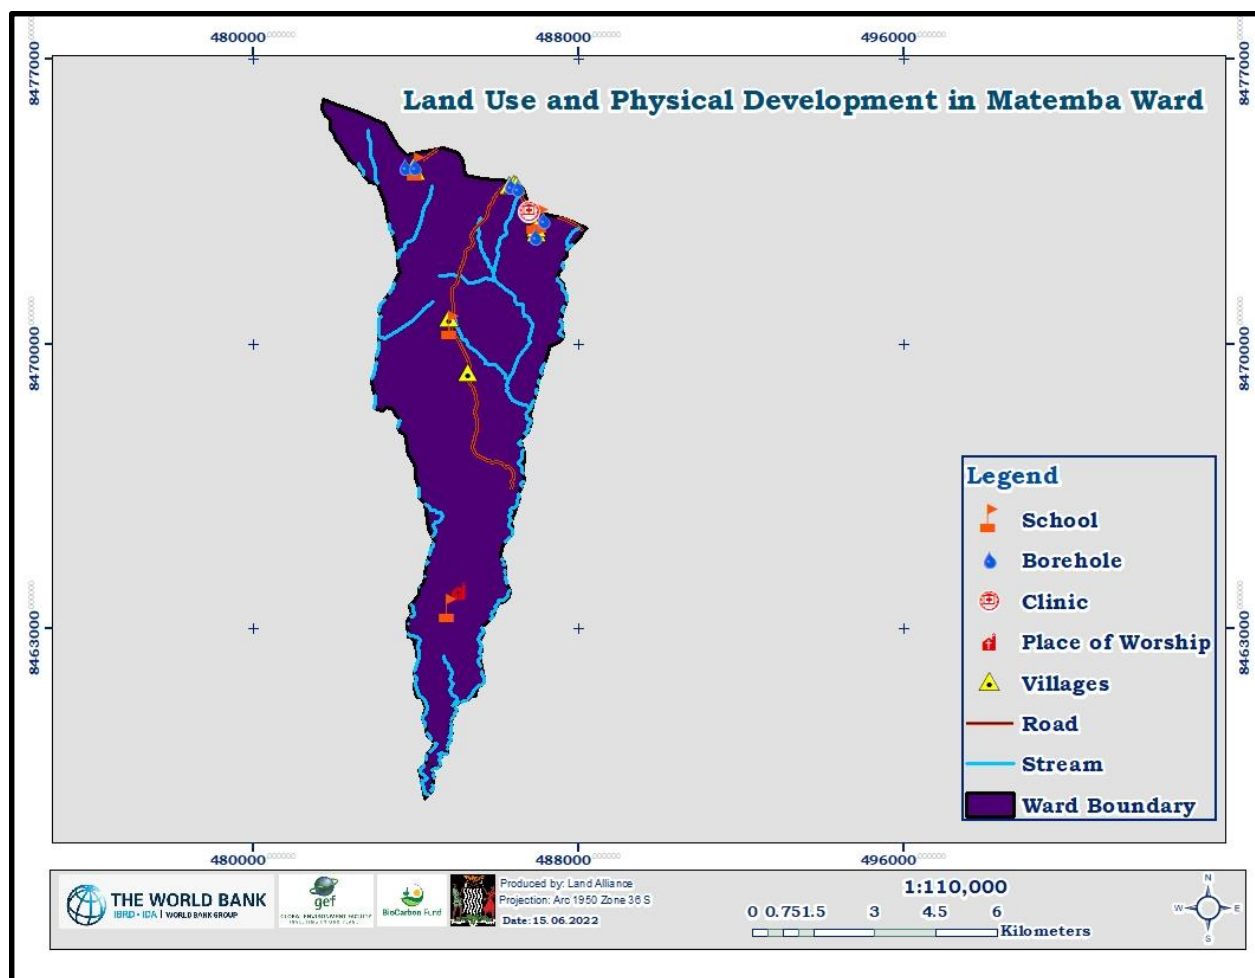 480000 488000 496000
8477000 8477000
Land Use and Physical Development in Matemba Ward
8470000 8470000
Legend
School
Borehole
Clinic
Place of Worship
Villages
Road
Stream
Ward Boundary
8463000 8463000
480000 488000 496000
THE WORLD BANK
IBRD • IDA | WORLD BANK GROUP
gef
GLOBAL ENVIRONMENT FACILITY
BioCarbon Fund
Produced by: Land Alliance
Projection: Arc 1950 Zone 36 S
Date: 15.06.2022
1:110,000
0 0.751.5 3 4.5 6
Kilometers
N
W E
S